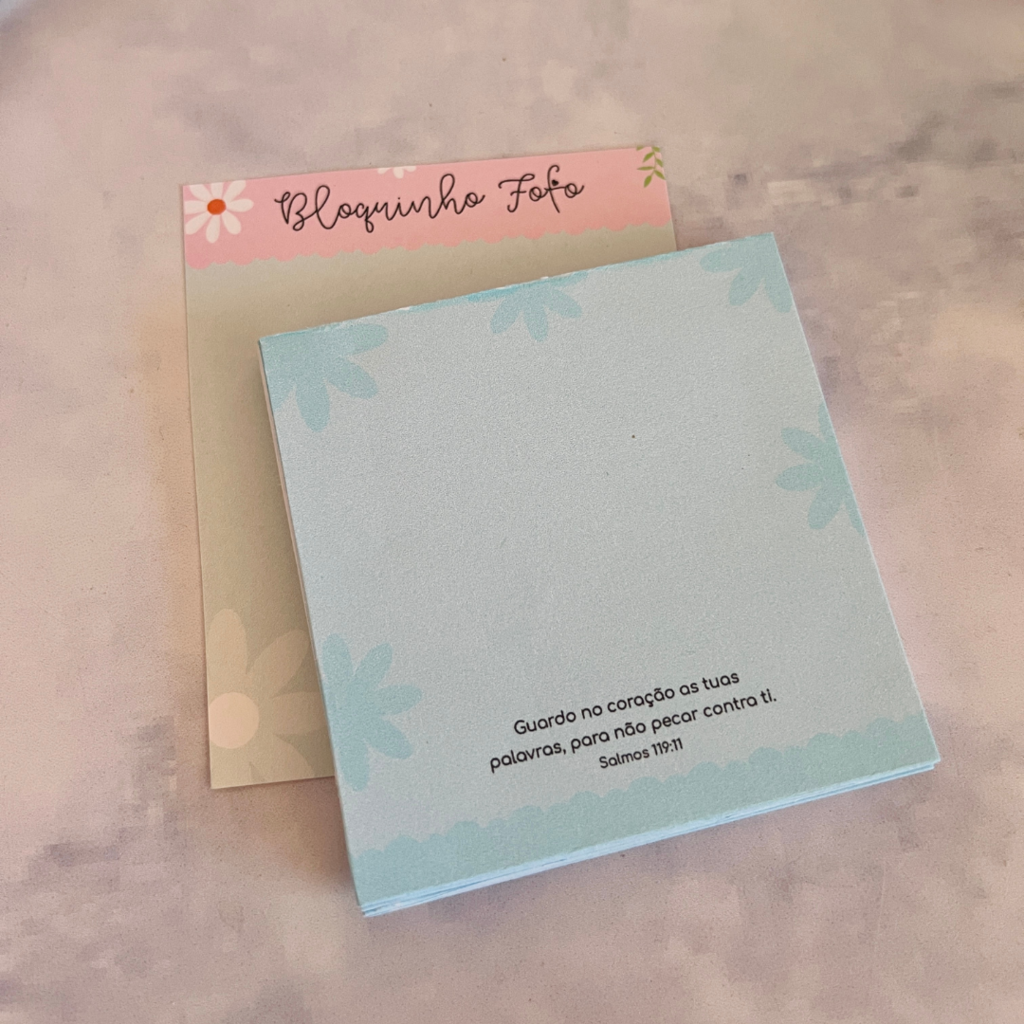 Bloquinho Fofo
Guardo no coração as tuas
palavras, para não pecar contra ti.
Salmos 119:11